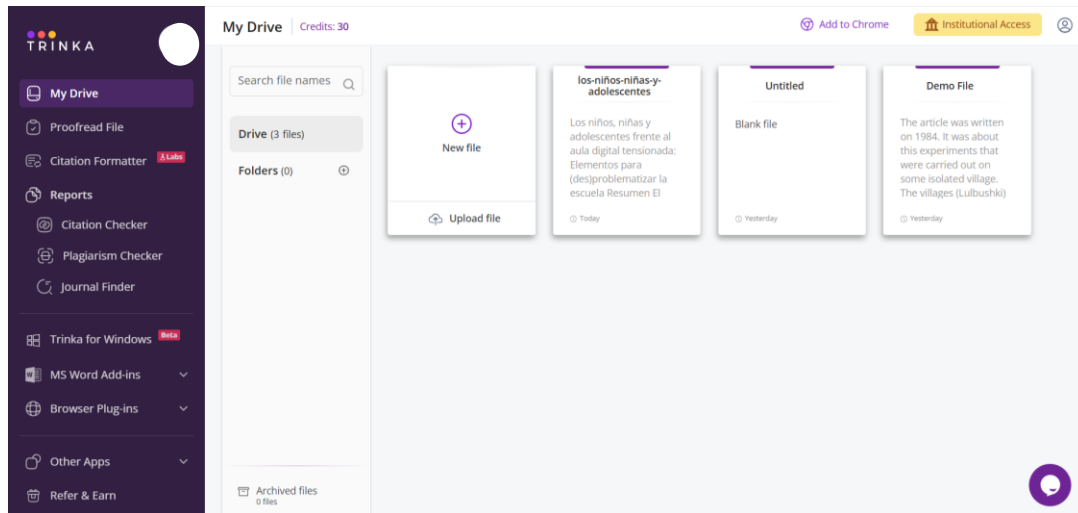 TRINKA
My Drive
Proofread File
Citation Formatter Labs
Reports
Citation Checker
Plagiarism Checker
Journal Finder
Trinka for Windows Beta
MS Word Add-ins
Browser Plug-ins
Other Apps
Refer & Earn
My Drive Credits: 30
Add to Chrome
Institutional Access
Search file names
Drive (3 files)
Folders (0)
Archived files
0 files
New file
Upload file
los-niños-niñas-y-
adolescentes
Los niños, niñas y
adolescentes frente al
aula digital tensionada:
Elementos para
(des)problematizar la
escuela Resumen El
Today
Untitled
Blank file
Yesterday
Demo File
The article was written
on 1984. It was about
this experiments that
were carried out on
some isolated village.
The villages (Lulbushki)
Yesterday